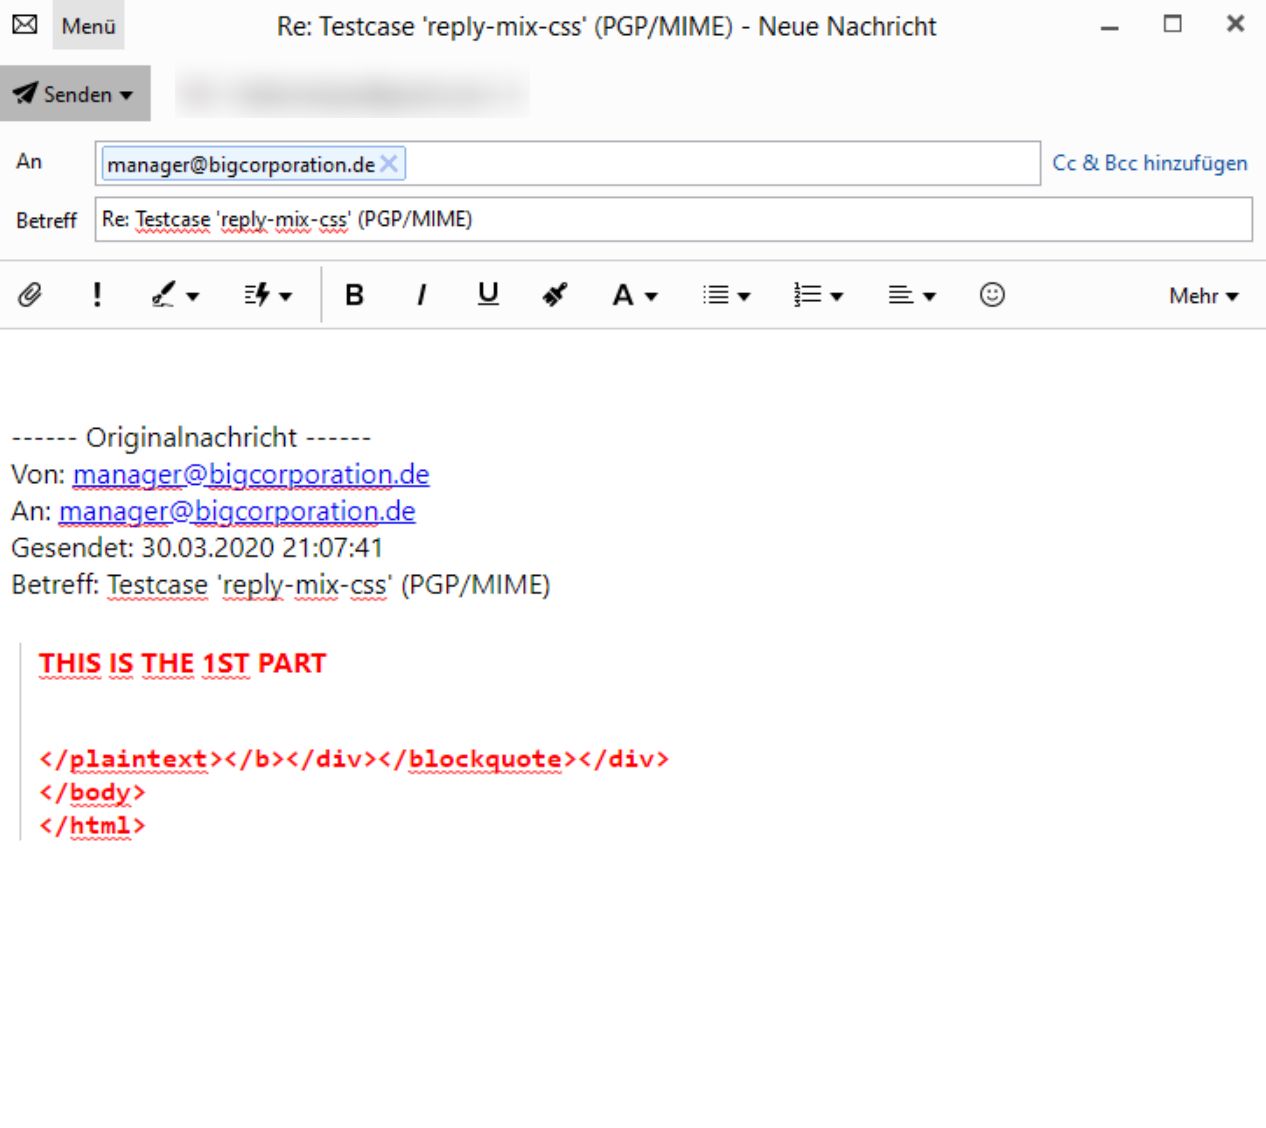 Menü
Re: Testcase 'reply-mix-css' (PGP/MIME) - Neue Nachricht
Senden
An
manager@bigcorporation.de
Cc & Bcc hinzufügen
Betreff
Re: Testcase 'reply-mix-css' (PGP/MIME)
! B I U A Mehr
------ Originalnachricht ------
Von: manager@bigcorporation.de
An: manager@bigcorporation.de
Gesendet: 30.03.2020 21:07:41
Betreff: Testcase 'reply-mix-css' (PGP/MIME)
THIS IS THE 1ST PART
</plaintext></b></div></blockquote></div>
</body>
</html>